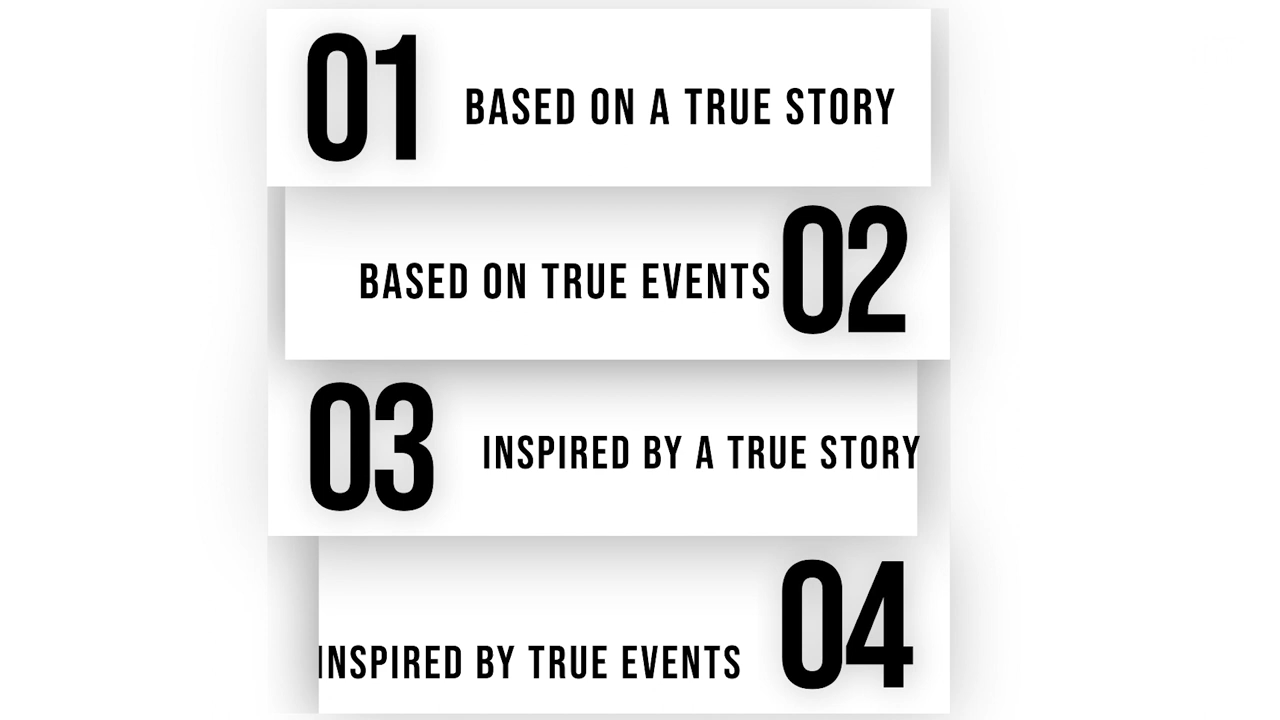 01 BASED ON A TRUE STORY
BASED ON TRUE EVENTS 02
03 INSPIRED BY A TRUE STORY
INSPIRED BY TRUE EVENTS 04